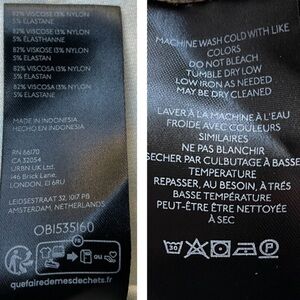 82% VISCOSE 13% NYLON
5% ELASTANE
82% VISCOSE 13% NYLON
5% ÉLASTHANNE
82% VISKOSE 13% NYLON
5% ELASTAN
82% VISCOSA 13% NYLON
5% ELASTAN
82% VISCOSA 13% NYLON
5% ELASTANE
MADE IN INDONESIA
HECHO EN INDONESIA
RN 66170
CA 32054
URBN UK Ltd.
146 Brick Lane,
LONDON, E1 6RU
LEIDSESTRAAT 32, 1017 PB
AMSTERDAM, NETHERLANDS
OB1535160
FR
OU
quefairedemesdechets.fr
MACHINE WASH COLD WITH LIKE
COLORS
DO NOT BLEACH
TUMBLE DRY LOW
LOW IRON AS NEEDED
MAY BE DRY CLEANED
LAVER À LA MACHINE À L'EAU
FROIDE AVEC COULEURS
SIMILAIRES
NE PAS BLANCHIR
SECHER PAR CULBUTAGE À BASSE
TEMPERATURE
REPASSER, AU BESOIN, À TRÉS
BASSE TEMPÉRATURE
PEUT-ÊTRE ÊTRE NETTOYÉE
À SEC
30
P